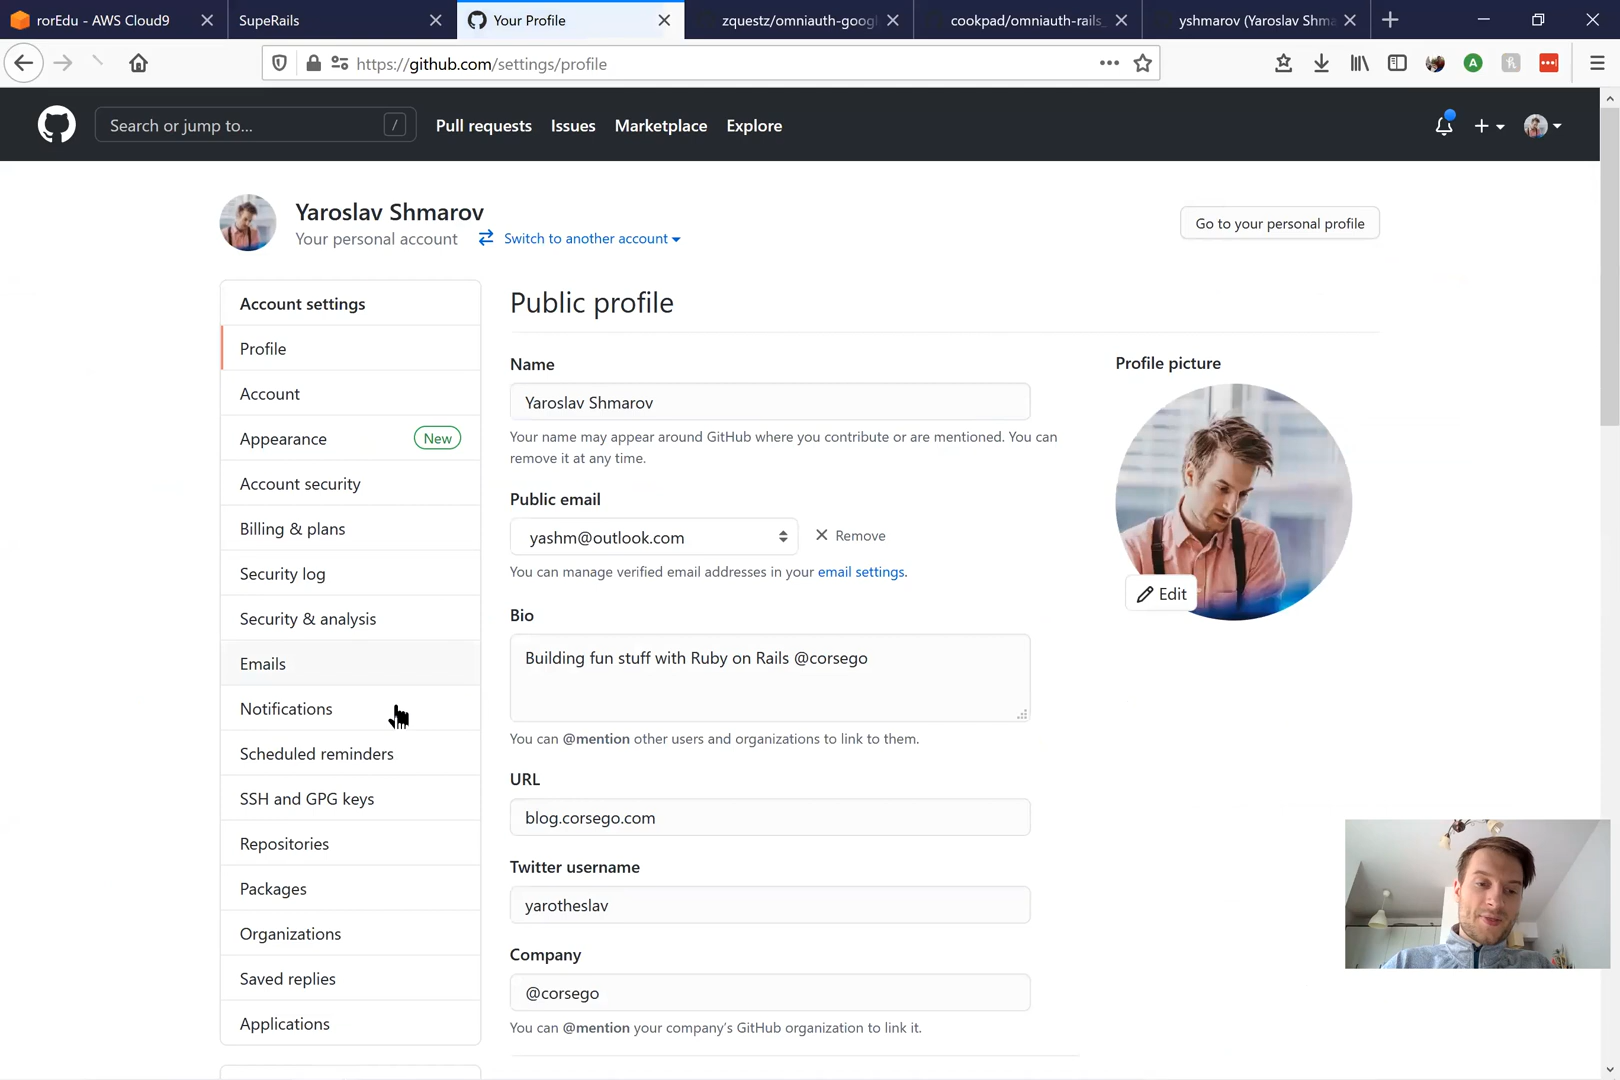 rorEdu - AWS Cloud9
SupeRails
Your Profile
zquestz/omniauth-goog
cookpad/omniauth-rails_
yshmarov (Yaroslav Shma
https://github.com/settings/profile
Search or jump to...
/
Pull requests
Issues
Marketplace
Explore
Yaroslav Shmarov
Your personal account
Switch to another account
Go to your personal profile
Account settings
Profile
Account
Appearance
New
Account security
Billing & plans
Security log
Security & analysis
Emails
Notifications
Scheduled reminders
SSH and GPG keys
Repositories
Packages
Organizations
Saved replies
Applications
Public profile
Name
Yaroslav Shmarov
Your name may appear around GitHub where you contribute or are mentioned. You can
remove it at any time.
Public email
yashm@outlook.com
Remove
You can manage verified email addresses in your email settings.
Bio
Building fun stuff with Ruby on Rails @corsego
You can @mention other users and organizations to link to them.
URL
blog.corsego.com
Twitter username
yarotheslav
Company
@corsego
You can @mention your company's GitHub organization to link it.
Profile picture
Edit